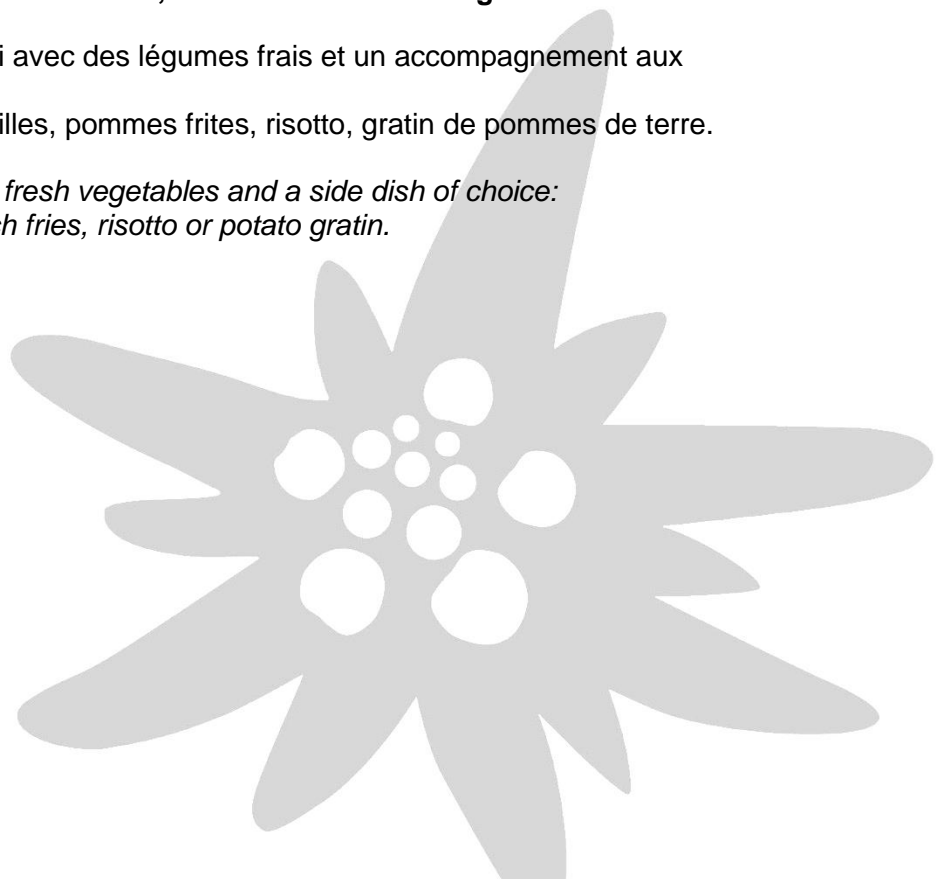 i avec des légumes frais et un accompagnement aux
illes, pommes frites, risotto, gratin de pommes de terre.
fresh vegetables and a side dish of choice:
h fries, risotto or potato gratin.